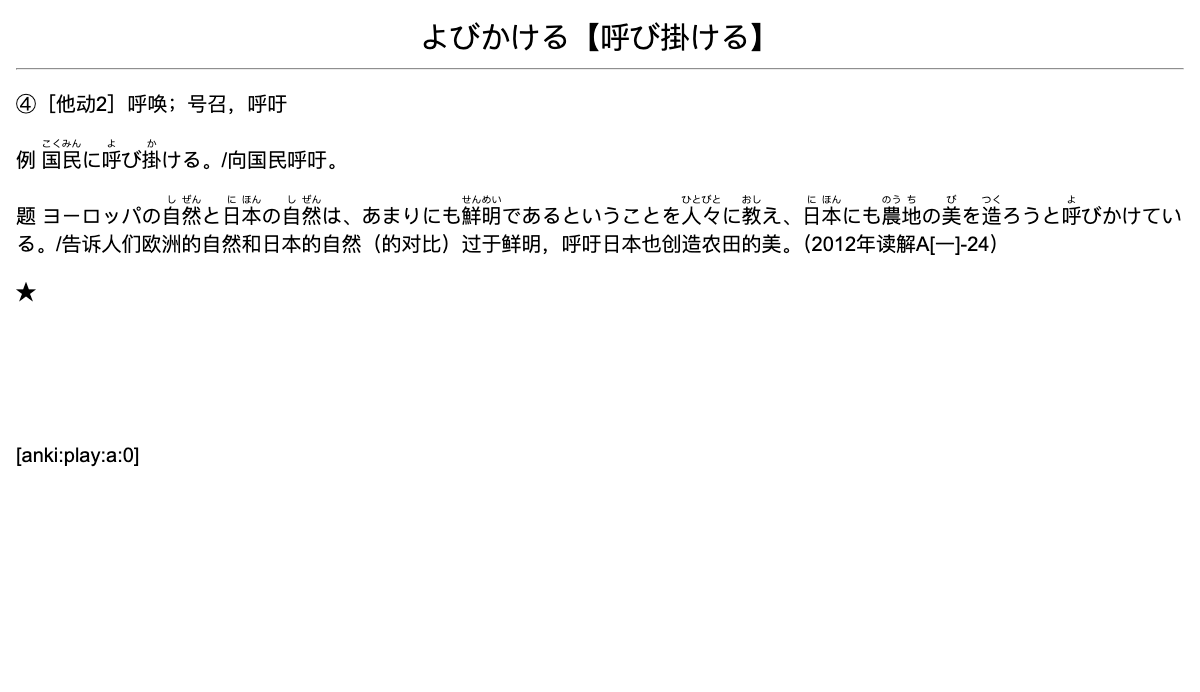 よびかける【呼び掛ける】
④［他动2］呼唤；号召，呼吁
こくみん よ か
例 国民に呼び掛ける。/向国民呼吁。
し ぜん に ほん し ぜん せんめい ひとびと おし に ほん のう ち び つく よ
题 ヨーロッパの自然と日本の自然は、あまりにも鮮明であるということを人々に教え、日本にも農地の美を造ろうと呼びかけてい
る。/告诉人们欧洲的自然和日本的自然（的对比）过于鲜明，呼吁日本也创造农田的美。（2012年读解A[一]-24）
★
[anki:play:a:0]